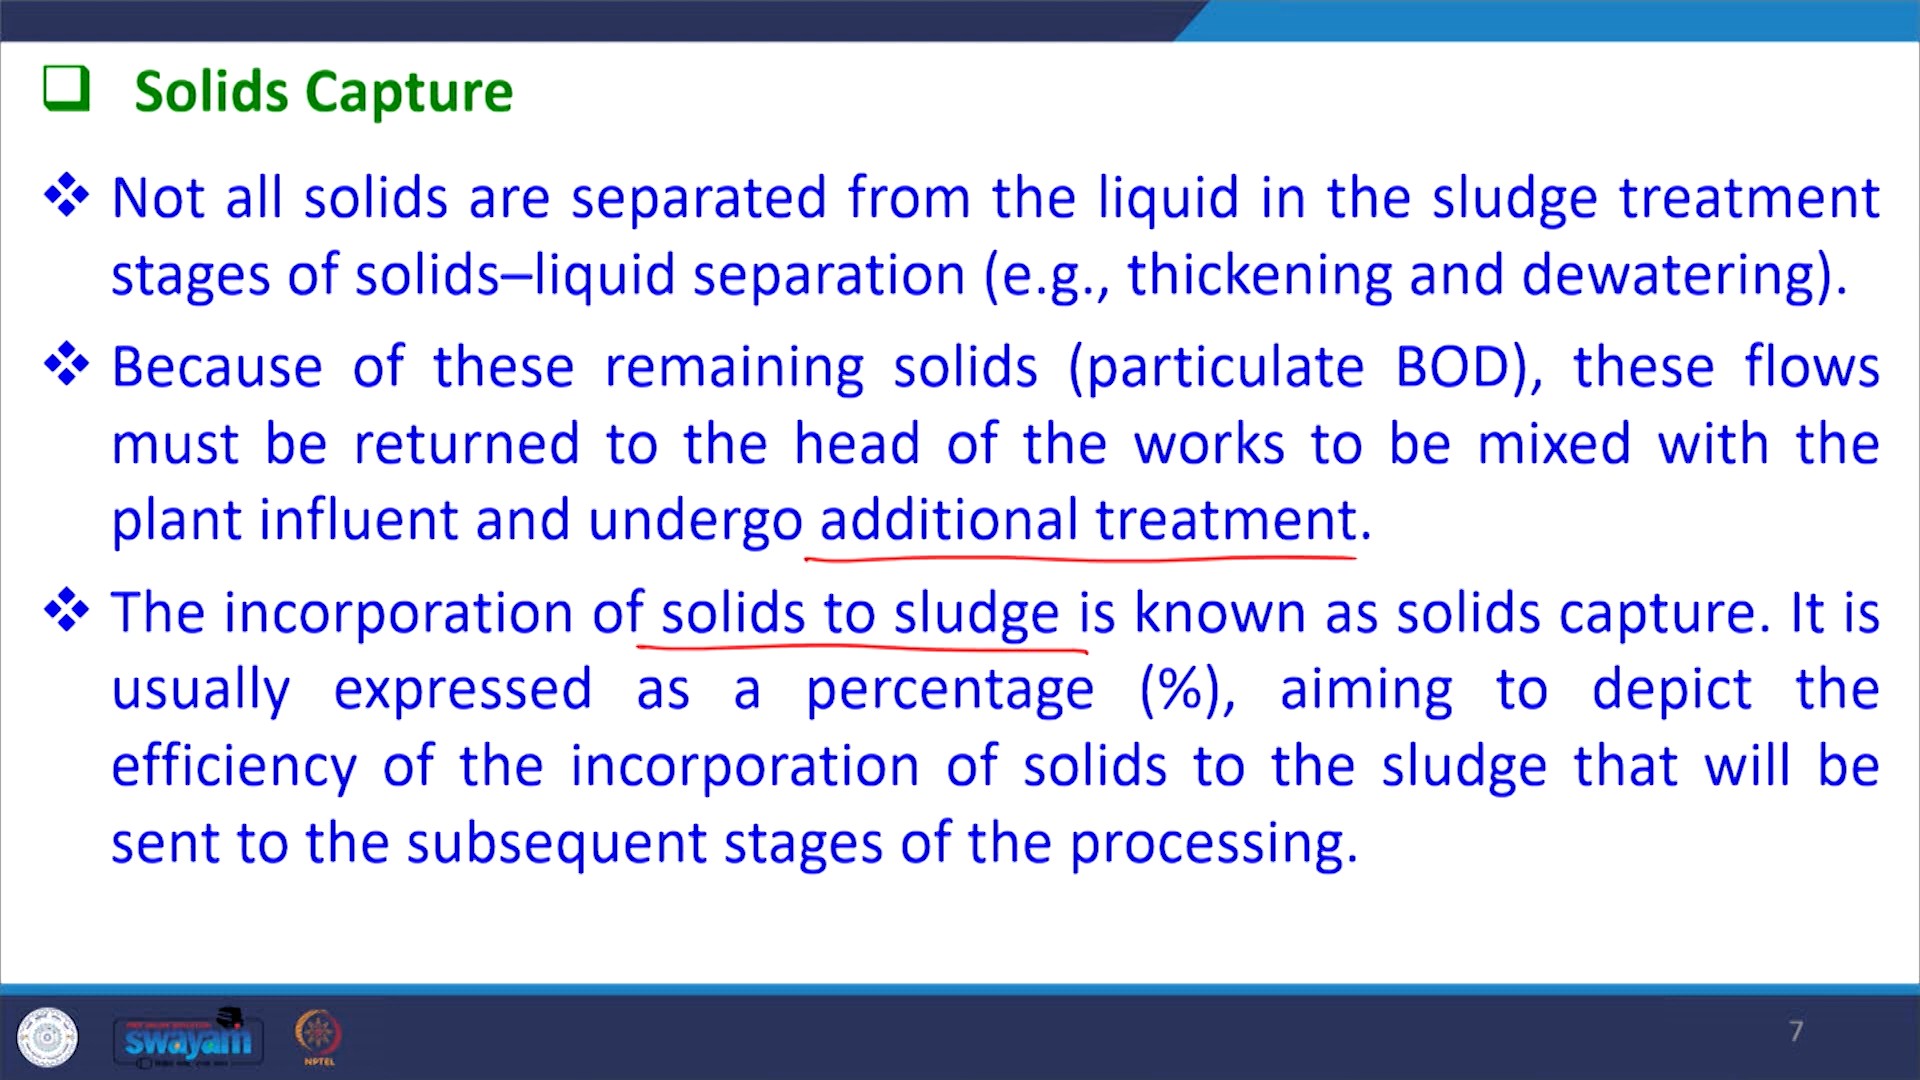 Solids Capture
Not all solids are separated from the liquid in the sludge treatment
stages of solids–liquid separation (e.g., thickening and dewatering).
Because of these remaining solids (particulate BOD), these flows
must be returned to the head of the works to be mixed with the
plant influent and undergo additional treatment.
The incorporation of solids to sludge is known as solids capture. It is
usually expressed as a percentage (%), aiming to depict the
efficiency of the incorporation of solids to the sludge that will be
sent to the subsequent stages of the processing.
swayam
NPTEL
7